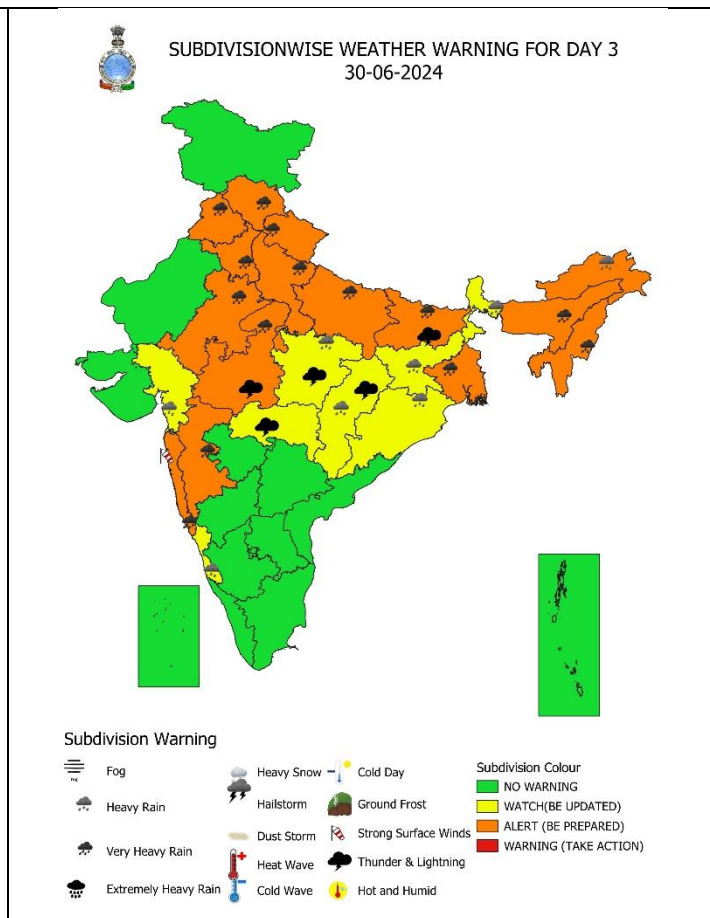 SUBDIVISIONWISE WEATHER WARNING FOR DAY 3
30-06-2024
Subdivision Warning
Fog
Heavy Rain
Very Heavy Rain
Extremely Heavy Rain
Heavy Snow
Hailstorm
Dust Storm
Heat Wave
Cold Wave
Cold Day
Ground Frost
Strong Surface Winds
Thunder & Lightning
Hot and Humid
Subdivision Colour
NO WARNING
WATCH(BE UPDATED)
ALERT (BE PREPARED)
WARNING (TAKE ACTION)